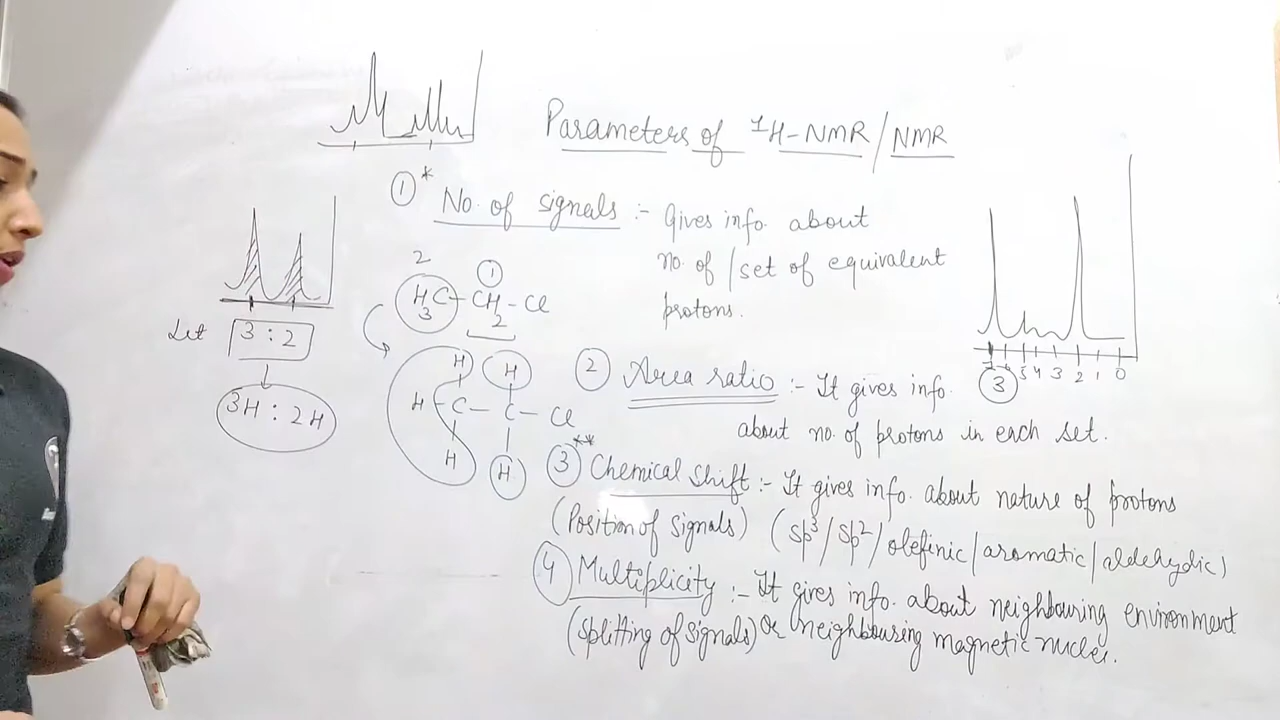 Parameters of ¹H-NMR/NMR
①* No. of signals :- Gives info. about
no. of / set of equivalent
protons.
2 ①
H3C-CH2-Cl
H H
H-C-C-Cl
H H
Let 3 : 2
3H : 2H
② Area ratio :- It gives info.
about no. of protons in each set.
③** Chemical Shift :- It gives info. about nature of protons
(Position of signals) (sp³/sp²/olefinic/aromatic/aldehydic)
④ Multiplicity :- It gives info. about neighbouring environment
(splitting of signals) or neighbouring magnetic nuclei.
5 4 3 2 1 0
③